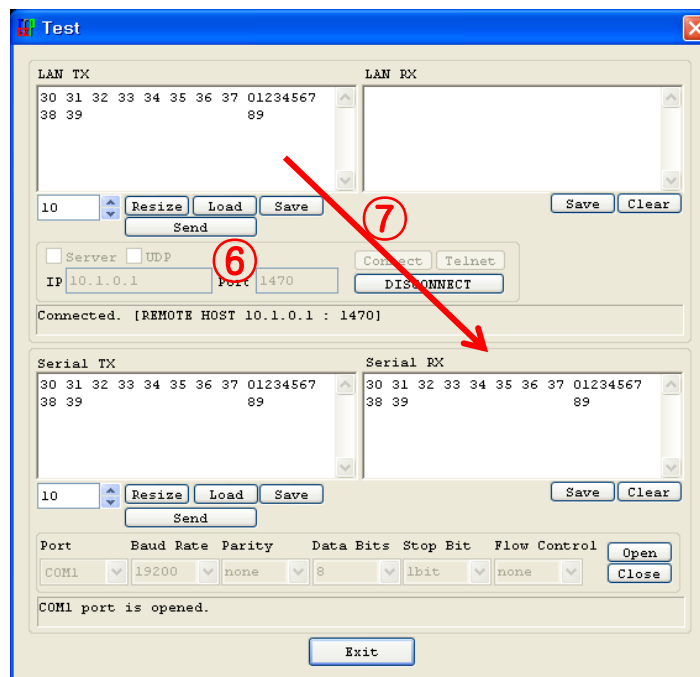 Test
LAN TX LAN RX
30 31 32 33 34 35 36 37 01234567
38 39 89
10 Resize Load Save Save Clear
Send
⑦
⑥
Server UDP Connect Telnet
IP 10.1.0.1 Port 1470 DISCONNECT
Connected. [REMOTE HOST 10.1.0.1 : 1470]
Serial TX Serial RX
30 31 32 33 34 35 36 37 01234567 30 31 32 33 34 35 36 37 01234567
38 39 89 38 39 89
10 Resize Load Save Save Clear
Send
Port Baud Rate Parity Data Bits Stop Bit Flow Control Open
COM1 19200 none 8 1bit none Close
COM1 port is opened.
Exit